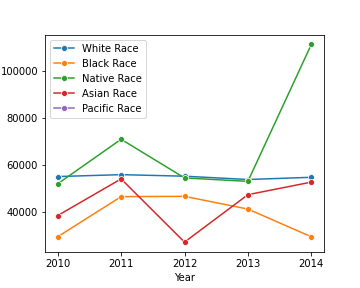 White Race
Black Race
Native Race
Asian Race
Pacific Race
100000
80000
60000
40000
2010 2011 2012 2013 2014
Year